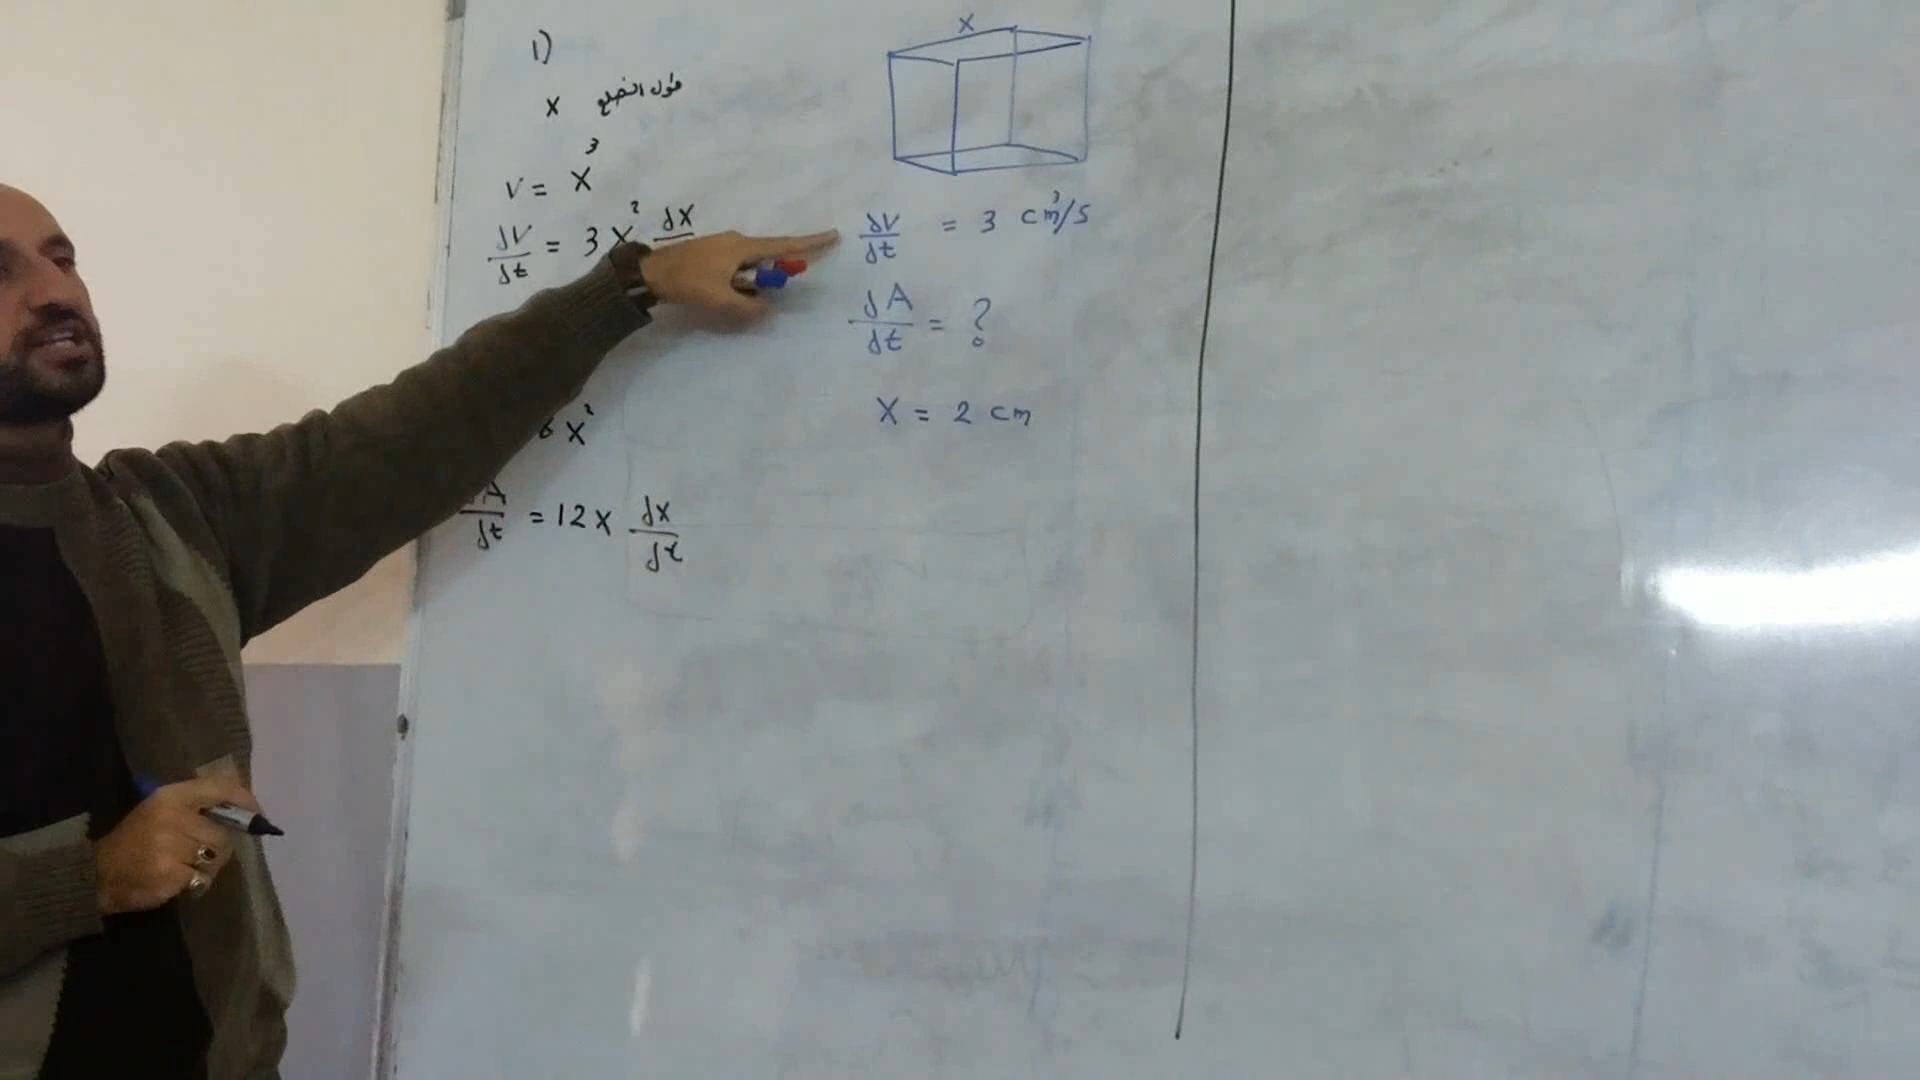 1)
x طول الضلع
V = x³
dV/dt = 3x² dx
6x²
dA/dt = 12x dx/dt
x
dV/dt = 3 cm³/s
dA/dt = ?
x = 2 cm